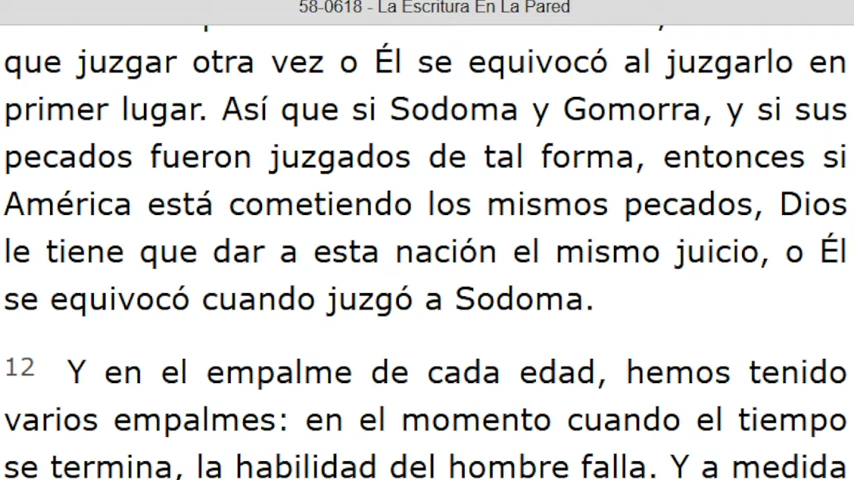 58-0618 - La Escritura En La Pared
que juzgar otra vez o Él se equivocó al juzgarlo en
primer lugar. Así que si Sodoma y Gomorra, y si sus
pecados fueron juzgados de tal forma, entonces si
América está cometiendo los mismos pecados, Dios
le tiene que dar a esta nación el mismo juicio, o Él
se equivocó cuando juzgó a Sodoma.
12 Y en el empalme de cada edad, hemos tenido
varios empalmes: en el momento cuando el tiempo
se termina, la habilidad del hombre falla. Y a medida